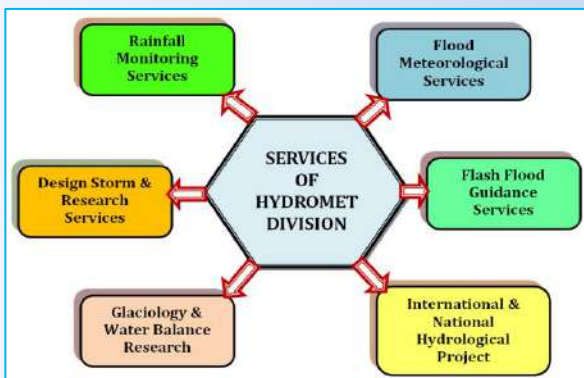 Rainfall
Monitoring
Services
Flood
Meteorological
Services
SERVICES
OF
HYDROMET
DIVISION
Design Storm &
Research
Services
Flash Flood
Guidance
Services
Glaciology &
Water Balance
Research
International &
National
Hydrological
Project